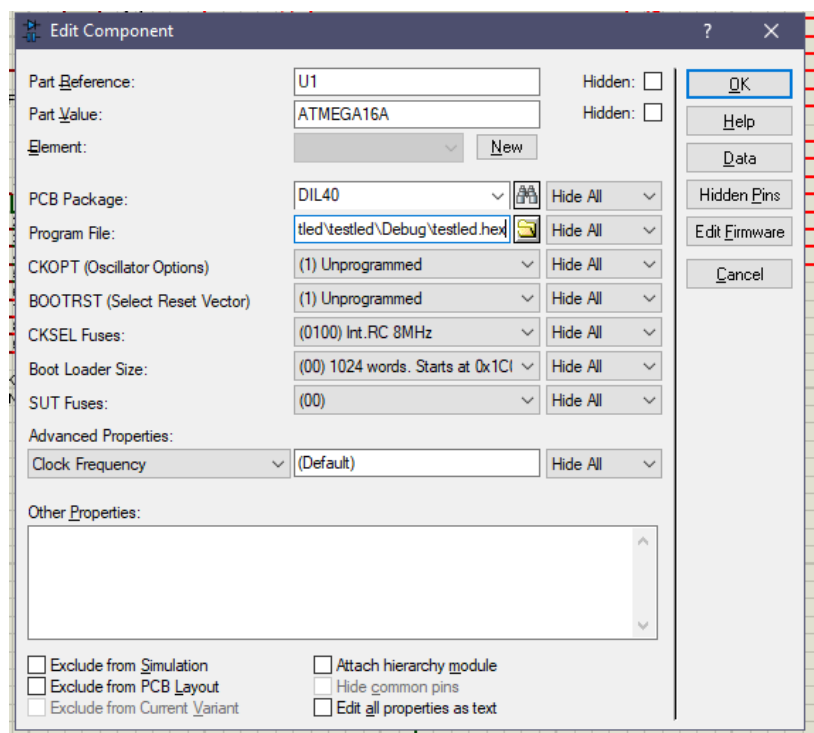 Edit Component ? ×
Part Reference: U1 Hidden: OK
Part Value: ATMEGA16A Hidden: Help
Element: New Data
PCB Package: DIL40 Hide All Hidden Pins
Program File: tled\testled\Debug\testled.hex Hide All Edit Firmware
CKOPT (Oscillator Options) (1) Unprogrammed Hide All Cancel
BOOTRST (Select Reset Vector) (1) Unprogrammed Hide All
CKSEL Fuses: (0100) Int.RC 8MHz Hide All
Boot Loader Size: (00) 1024 words. Starts at 0x1C( Hide All
SUT Fuses: (00) Hide All
Advanced Properties:
Clock Frequency (Default) Hide All
Other Properties:
Exclude from Simulation Attach hierarchy module
Exclude from PCB Layout Hide common pins
Exclude from Current Variant Edit all properties as text